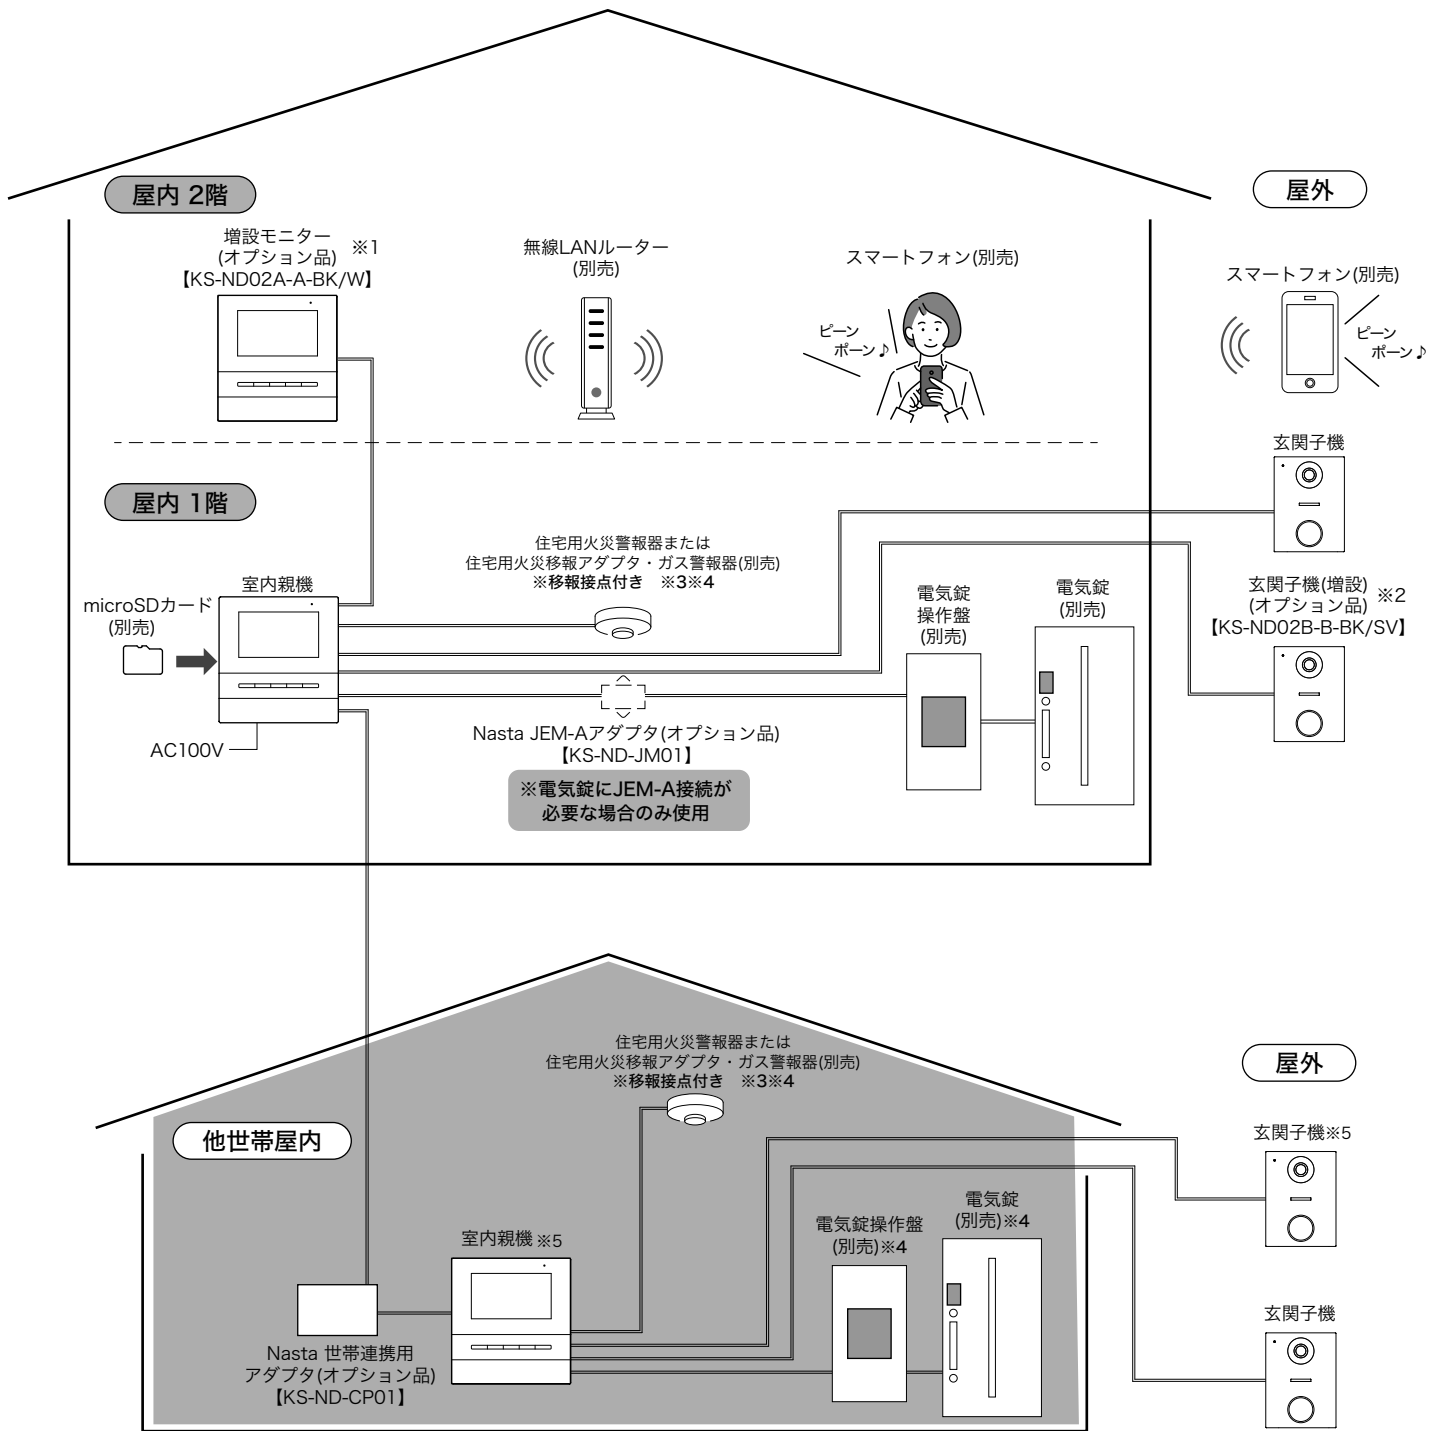 屋内 2階
屋外
増設モニター ※1
(オプション品)
【KS-ND02A-A-BK/W】
無線LANルーター
(別売)
スマートフォン(別売)
ピーン
ポーン♪
スマートフォン(別売)
ピーン
ポーン♪
玄関子機
屋内 1階
住宅用火災警報器または
住宅用火災移報アダプタ・ガス警報器(別売)
※移報接点付き ※3※4
室内親機
microSDカード
(別売)
AC100V
電気錠
操作盤
(別売)
電気錠
(別売)
玄関子機(増設) ※2
(オプション品)
【KS-ND02B-B-BK/SV】
Nasta JEM-Aアダプタ(オプション品)
【KS-ND-JM01】
※電気錠にJEM-A接続が
必要な場合のみ使用
住宅用火災警報器または
住宅用火災移報アダプタ・ガス警報器(別売)
※移報接点付き ※3※4
屋外
他世帯屋内
玄関子機※5
室内親機 ※5
電気錠操作盤
(別売)※4
電気錠
(別売)※4
玄関子機
Nasta 世帯連携用
アダプタ(オプション品)
【KS-ND-CP01】